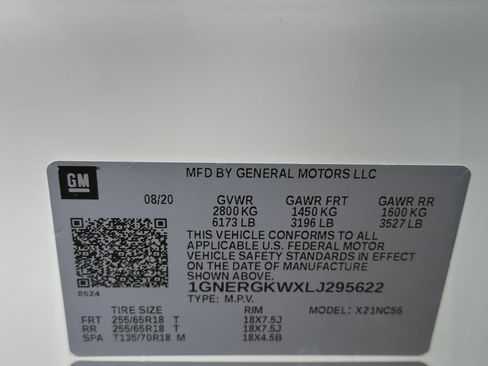 GM
MFD BY GENERAL MOTORS LLC
08/20 GVWR GAWR FRT GAWR RR
2800 KG 1450 KG 1600 KG
6173 LB 3196 LB 3527 LB
THIS VEHICLE CONFORMS TO ALL
APPLICABLE U.S. FEDERAL MOTOR
VEHICLE SAFETY STANDARDS IN EFFECT
ON THE DATE OF MANUFACTURE
SHOWN ABOVE.
8624 1GNERGKWXLJ295622
TYPE: M.P.V. MODEL: X21NC56
TIRE SIZE RIM
FRT 255/65R18 T 18X7.5J
RR 255/65R18 T 18X7.5J
SPA T135/70R18 M 18X4.5B